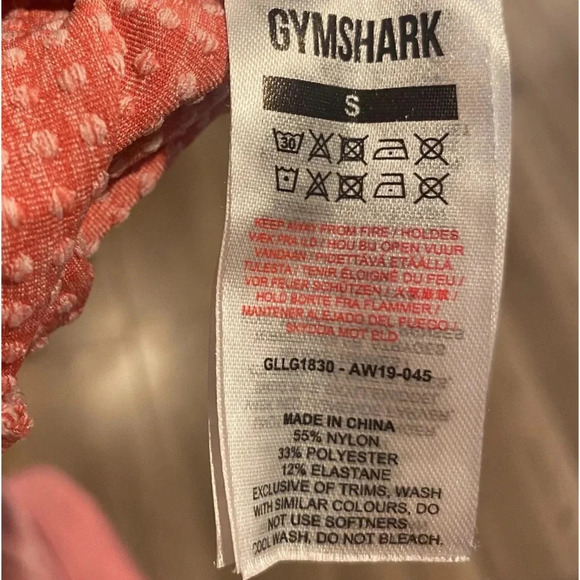 GYMSHARK
S
30
KEEP AWAY FROM FIRE / HOLDES
VÆK FRA ILD / HOU BIJ OPEN VUUR
VANDAAN / PIDETTÄVÄ ETÄÄLLÄ
TULESTA / TENIR ÉLOIGNÉ DU FEU /
VOR FEUER SCHÜTZEN /
HOLD BORTE FRA FLAMMER /
MANTENER ALEJADO DEL FUEGO /
SKYDDA MOT ELD
GLLG1830 - AW19-045
MADE IN CHINA
55% NYLON
33% POLYESTER
12% ELASTANE
EXCLUSIVE OF TRIMS, WASH
WITH SIMILAR COLOURS, DO
NOT USE SOFTNERS.
COOL WASH, DO NOT BLEACH.